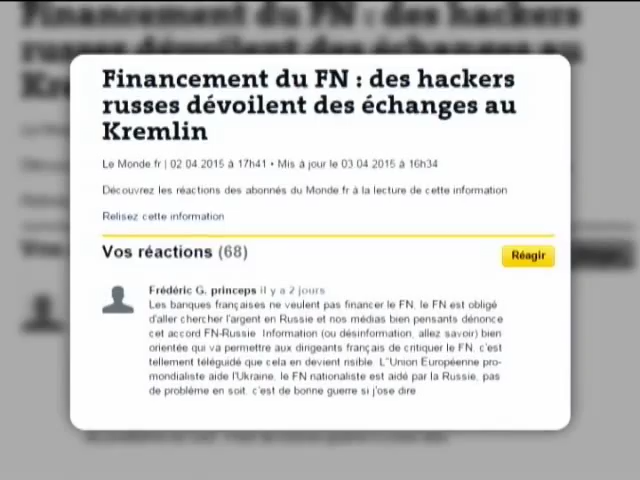 Financement du FN : des hackers
russes dévoilent des échanges au
Kremlin
Le Monde.fr | 02 04 2015 à 17h41 • Mis à jour le 03 04 2015 à 16h34
Découvrez les réactions des abonnés du Monde.fr à la lecture de cette information
Relisez cette information
Vos réactions (68)
Réagir
Frédéric G. princeps il y a 2 jours
Les banques françaises ne veulent pas financer le FN, le FN est obligé
d'aller chercher l'argent en Russie et nos médias bien pensants dénonce
cet accord FN-Russie. Information (ou désinformation, allez savoir) bien
orientée qui va permettre aux dirigeants français de critiquer le FN, c'est
tellement téléguidé que cela en devient risible. L"Union Européenne pro-
mondialiste aide l'Ukraine, le FN nationaliste est aidé par la Russie, pas
de problème en soit, c'est de bonne guerre si j'ose dire